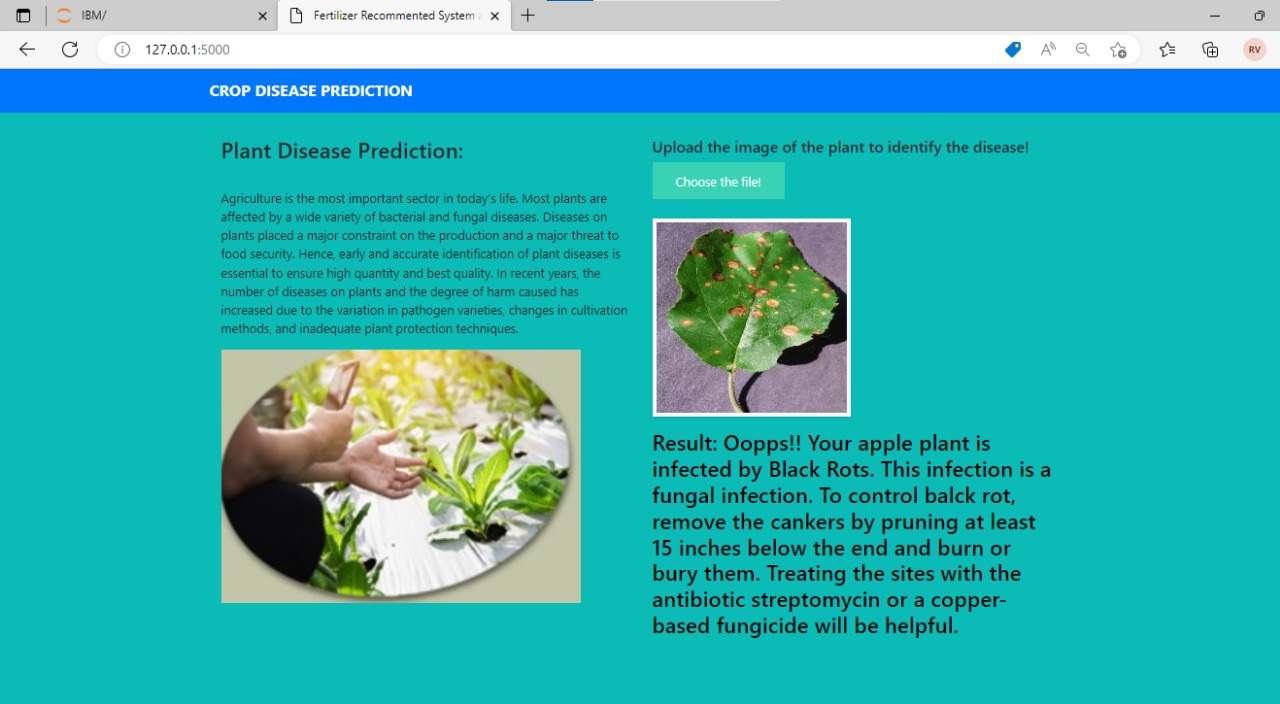 IBM/
Fertilizer Recommented System a
127.0.0.1:5000
RV
CROP DISEASE PREDICTION
Plant Disease Prediction:
Agriculture is the most important sector in today's life. Most plants are
affected by a wide variety of bacterial and fungal diseases. Diseases on
plants placed a major constraint on the production and a major threat to
food security. Hence, early and accurate identification of plant diseases is
essential to ensure high quantity and best quality. In recent years, the
number of diseases on plants and the degree of harm caused has
increased due to the variation in pathogen varieties, changes in cultivation
methods, and inadequate plant protection techniques.
Upload the image of the plant to identify the disease!
Choose the file!
Result: Oopps!! Your apple plant is
infected by Black Rots. This infection is a
fungal infection. To control balck rot,
remove the cankers by pruning at least
15 inches below the end and burn or
bury them. Treating the sites with the
antibiotic streptomycin or a copper-
based fungicide will be helpful.